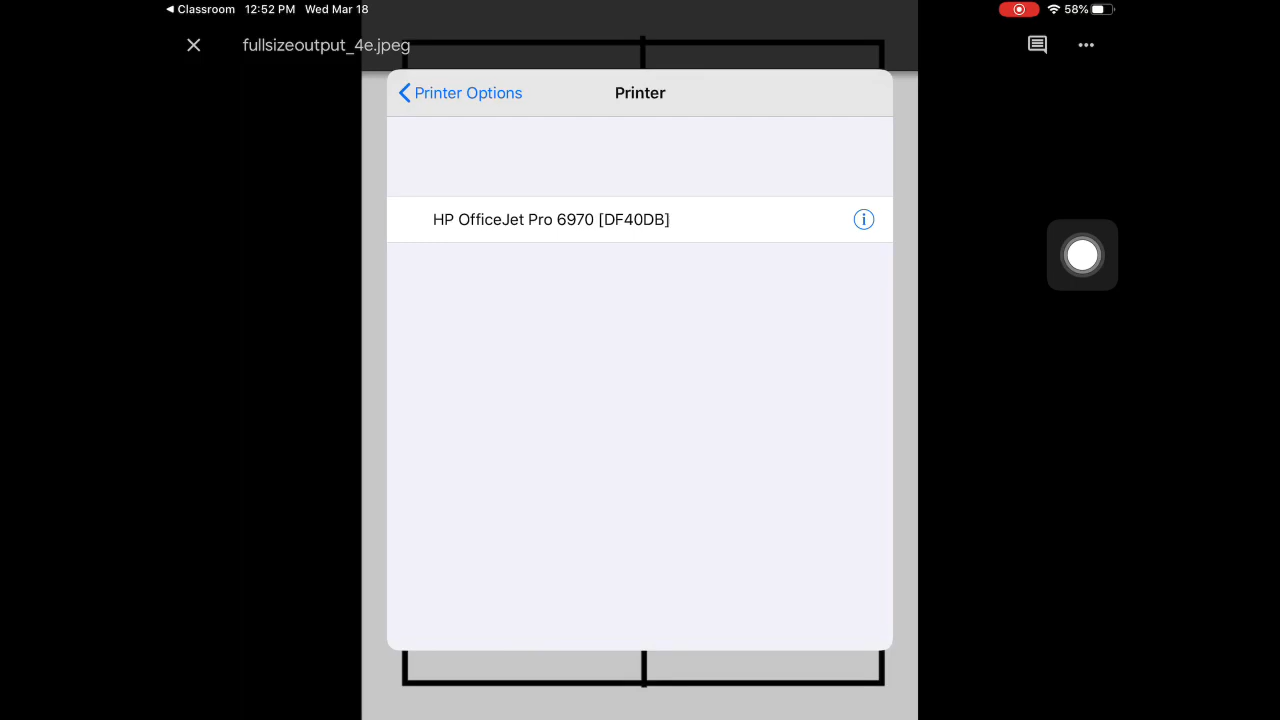 Classroom 12:52 PM Wed Mar 18 58%
fullsizeoutput_4e.jpeg
Printer Options Printer
HP OfficeJet Pro 6970 [DF40DB]